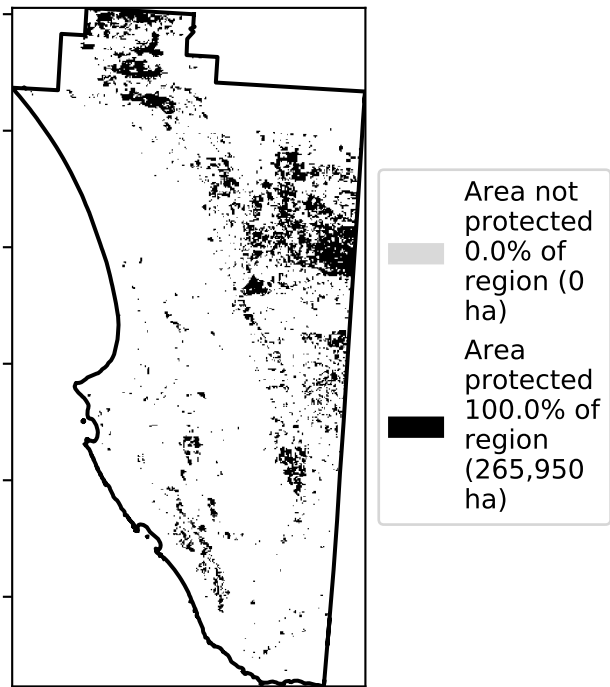 Area not
protected
0.0% of
region (0
ha)
Area
protected
100.0% of
region
(265,950
ha)